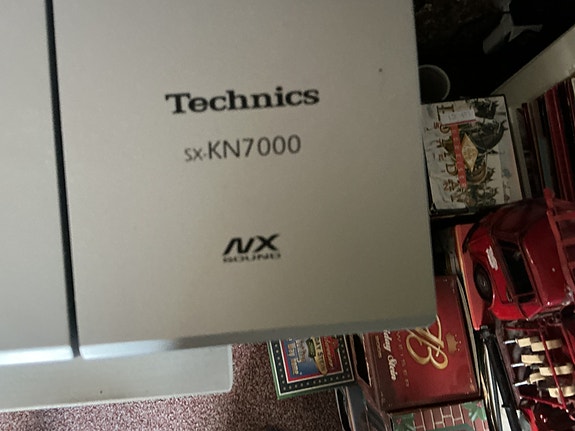 Technics
SX-KN7000
NX
SOUND